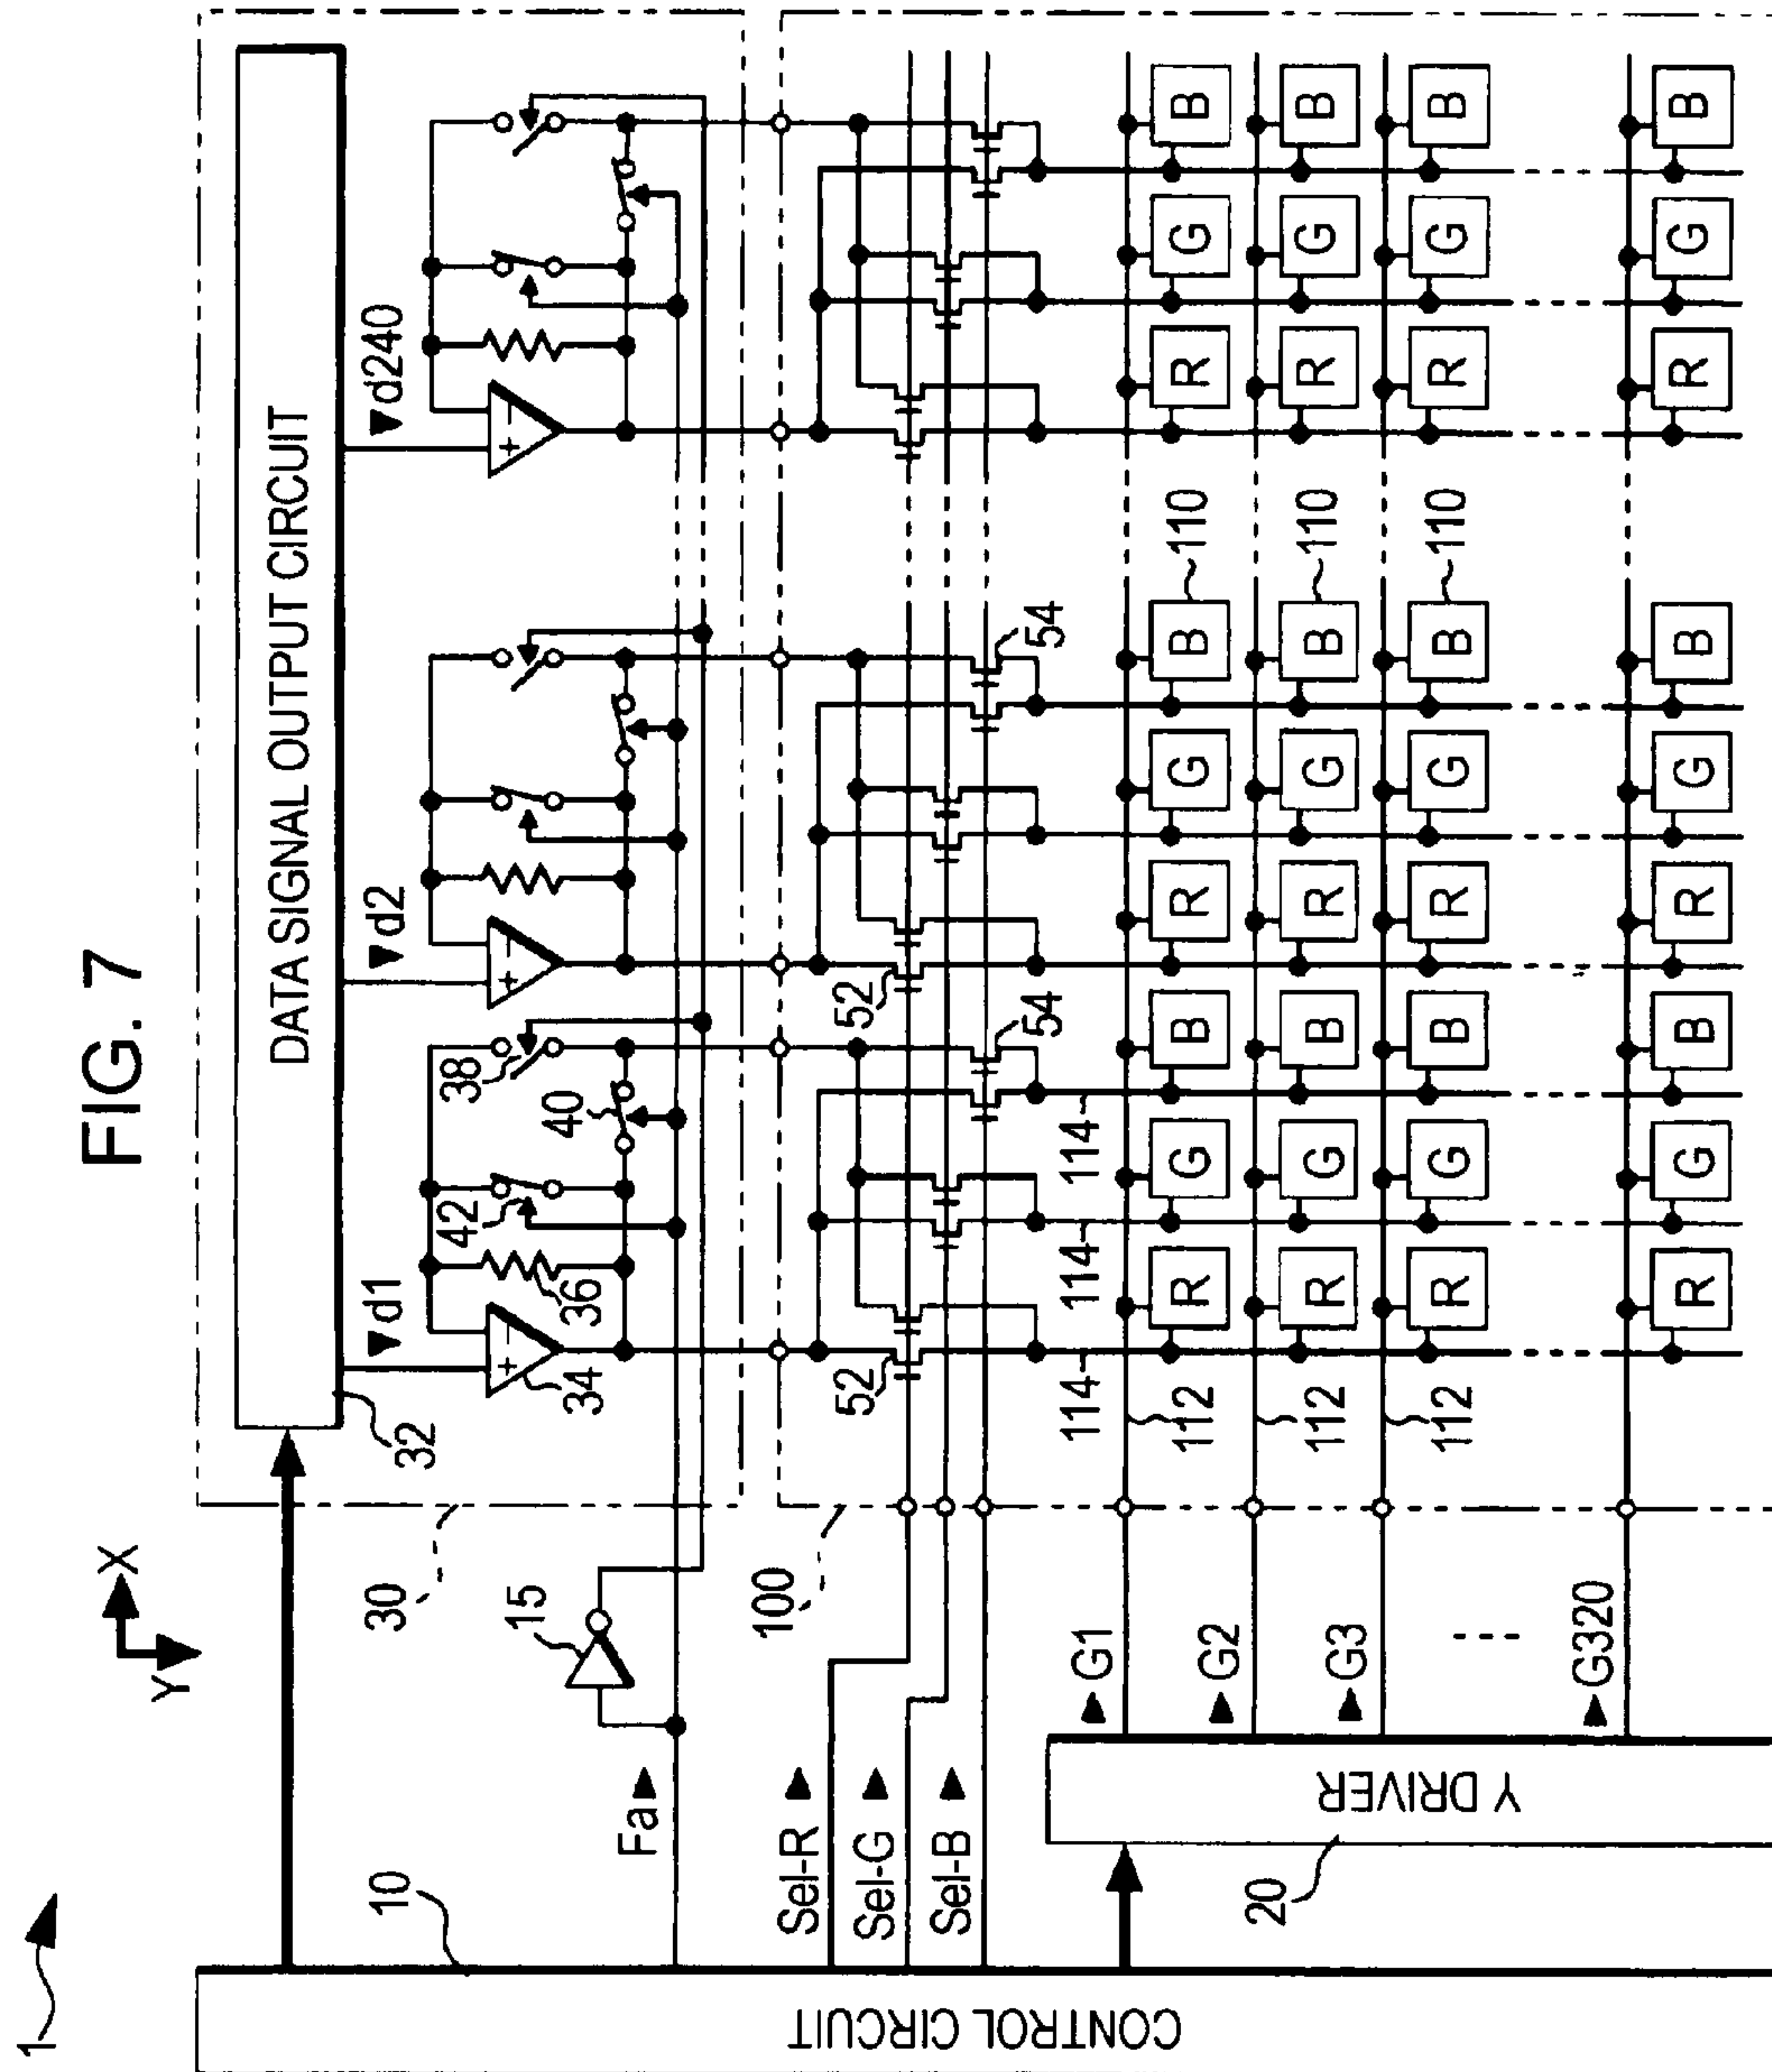 FIG. 7
1
X
Y
10
CONTROL CIRCUIT
30
32
DATA SIGNAL OUTPUT CIRCUIT
d1
d2
d240
34
+ −
36
42
40
38
+ −
+ −
15
Fa
100
Sel-R
Sel-G
Sel-B
52
54
52
54
114
114
114
20
Y DRIVER
G1
G2
G3
G320
112
112
112
110
110
110
R G B R G B R G B
R G B R G B R G B
R G B R G B R G B
R G B R G B R G B